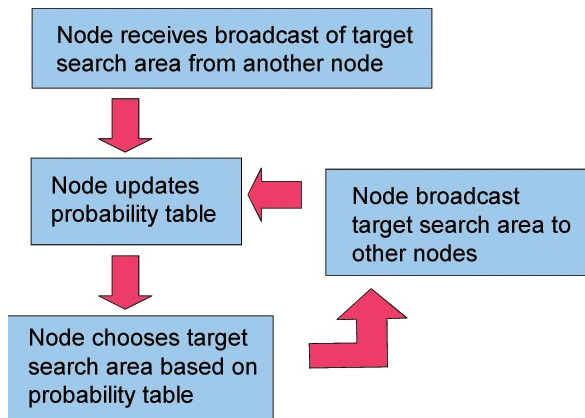 Node receives broadcast of target
search area from another node
Node updates
probability table
Node broadcast
target search area to
other nodes
Node chooses target
search area based on
probability table